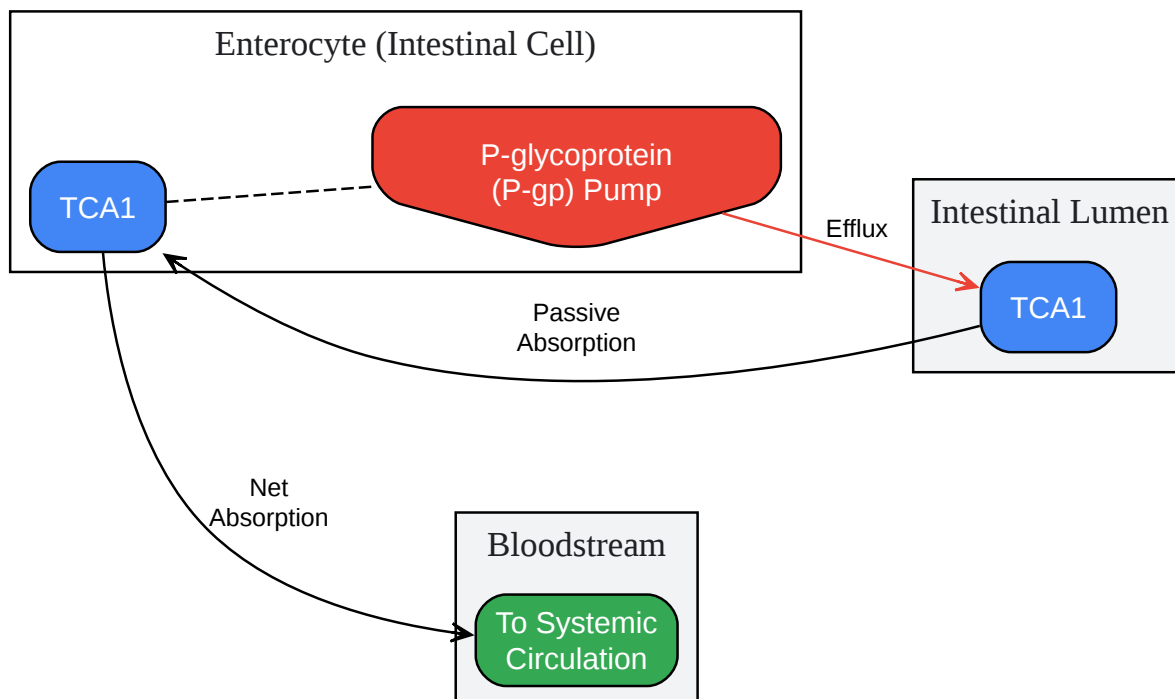 Enterocyte (Intestinal Cell)
P-glycoprotein
(P-gp) Pump
TCA1
Intestinal Lumen
Efflux
TCA1
Passive
Absorption
Net
Absorption
Bloodstream
To Systemic
Circulation